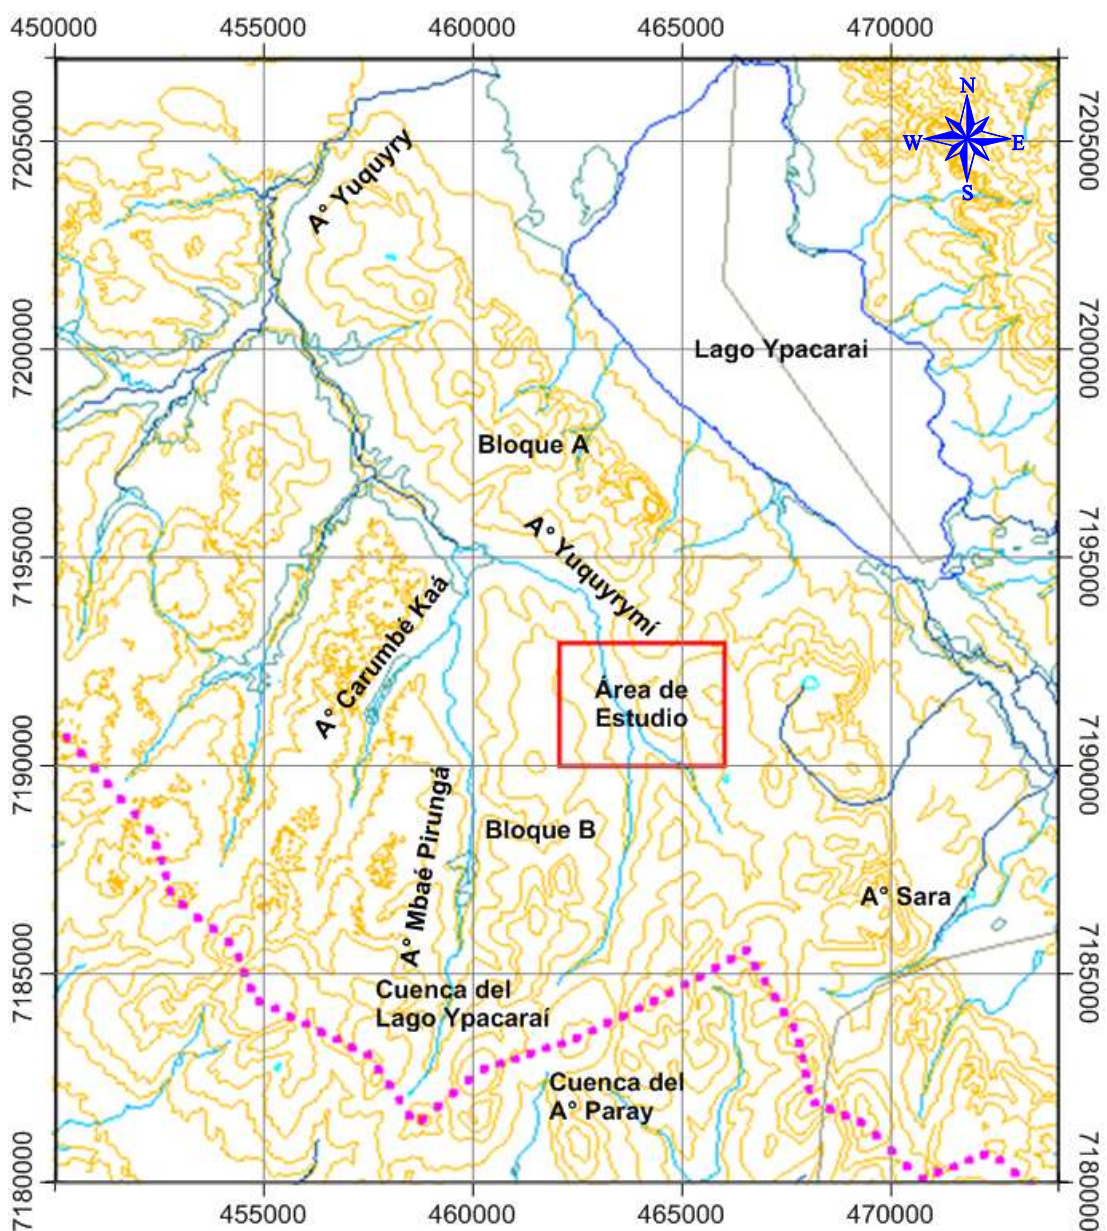 450000 455000 460000 465000 470000
N
W E
S
7205000
7205000
A° Yuquyry
7200000
7200000
Lago Ypacarai
Bloque A
A° Yuquyrymí
7195000
7195000
A° Carumbé Kaá
Área de
Estudio
7190000
7190000
A° Mbaé Pirungá
Bloque B
A° Sara
7185000
7185000
Cuenca del
Lago Ypacaraí
Cuenca del
A° Paray
7180000
7180000
455000 460000 465000 470000